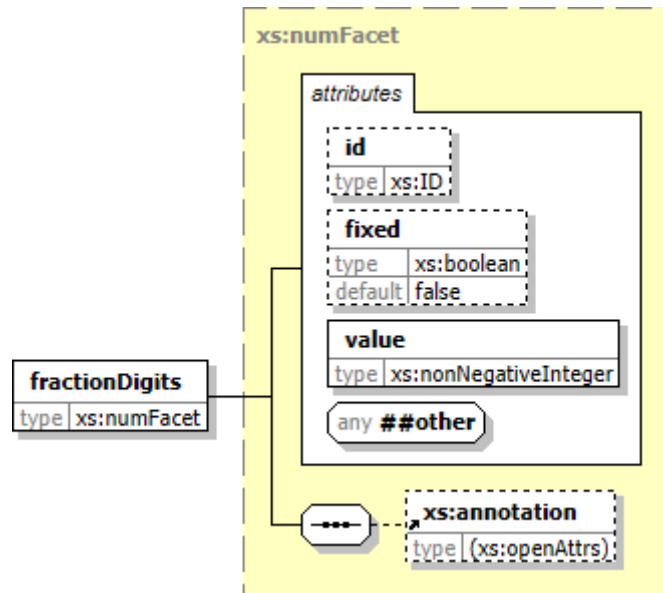 xs:numFacet
attributes
id
type xs:ID
fixed
type xs:boolean
default false
value
type xs:nonNegativeInteger
any ##other
fractionDigits
type xs:numFacet
xs:annotation
type (xs:openAttrs)